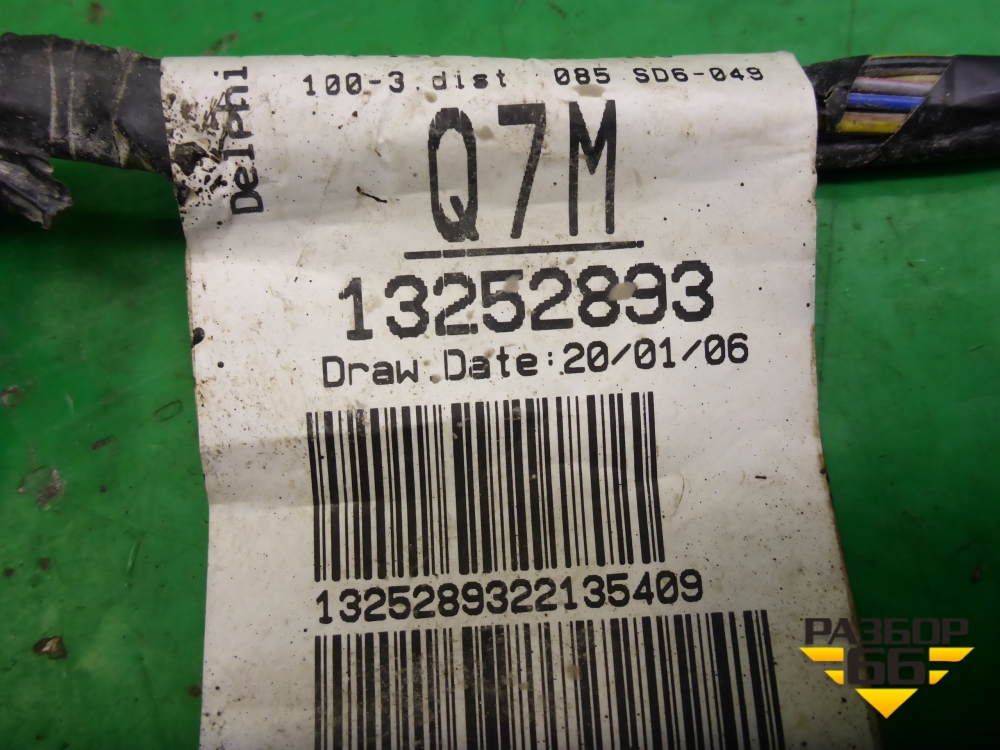 Delphi
100-3.dist 085 SD6-049
Q7M
13252893
Draw.Date:20/01/06
1325289322135409
РАЗБОР
66